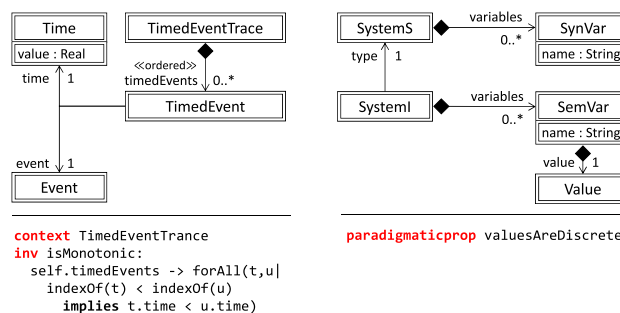 Time
value : Real
time 1
TimedEventTrace
«ordered»
timedEvents 0..*
TimedEvent
event 1
Event
context TimedEventTrance
inv isMonotonic:
self.timedEvents -> forAll(t,u|
indexOf(t) < indexOf(u)
implies t.time < u.time)
SystemS
variables
0..*
SynVar
name : String
type 1
SystemI
variables
0..*
SemVar
name : String
value 1
Value
paradigmaticprop valuesAreDiscrete